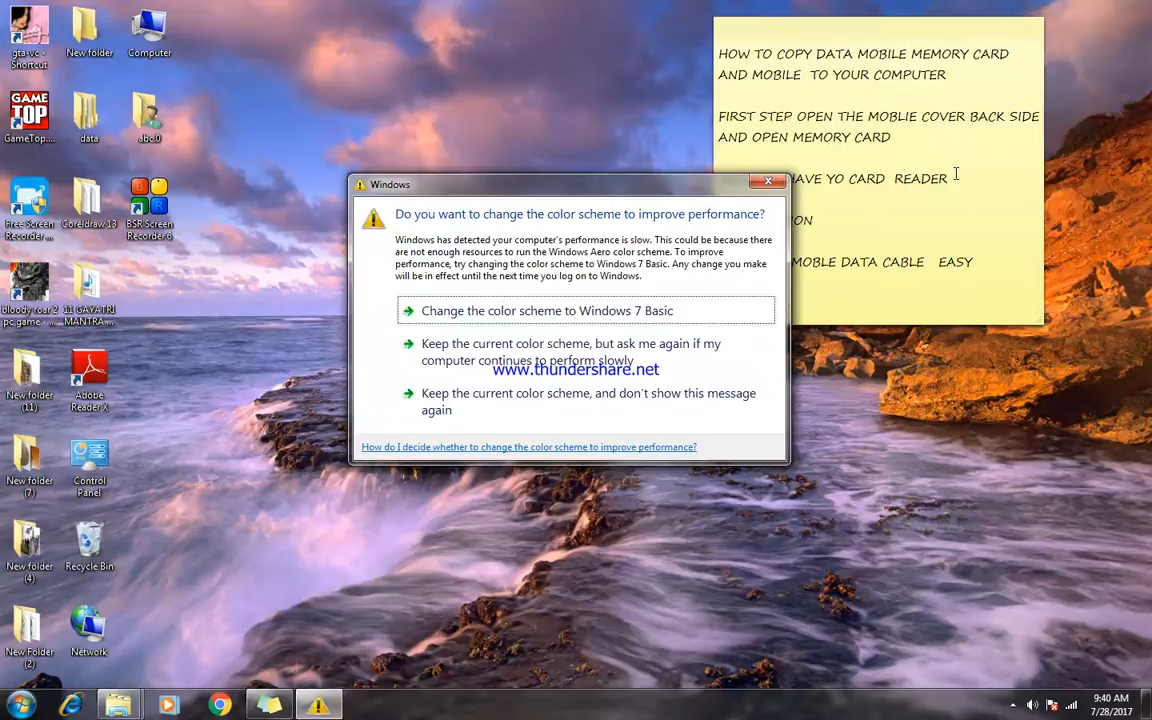 gta-vc -
Shortcut
New folder
Computer
GAME
TOP
GameTop....
data
abc0
Free Screen
Recorder ...
Coreldraw 13
BSR Screen
Recorder 6
bloody roar 2
pc game - ...
11 GAYATRI
MANTRA....
New folder
(11)
Adobe
Reader X
New folder
(7)
Control
Panel
New folder
(4)
Recycle Bin
New Folder
(2)
Network
HOW TO COPY DATA MOBILE MEMORY CARD
AND MOBILE TO YOUR COMPUTER
FIRST STEP OPEN THE MOBLIE COVER BACK SIDE
AND OPEN MEMORY CARD
HAVE YO CARD READER
ON
MOBLE DATA CABLE EASY
Windows
Do you want to change the color scheme to improve performance?
Windows has detected your computer's performance is slow. This could be because there
are not enough resources to run the Windows Aero color scheme. To improve
performance, try changing the color scheme to Windows 7 Basic. Any change you make
will be in effect until the next time you log on to Windows.
Change the color scheme to Windows 7 Basic
Keep the current color scheme, but ask me again if my
computer continues to perform slowly
www.thundershare.net
Keep the current color scheme, and don't show this message
again
How do I decide whether to change the color scheme to improve performance?
9:40 AM
7/28/2017